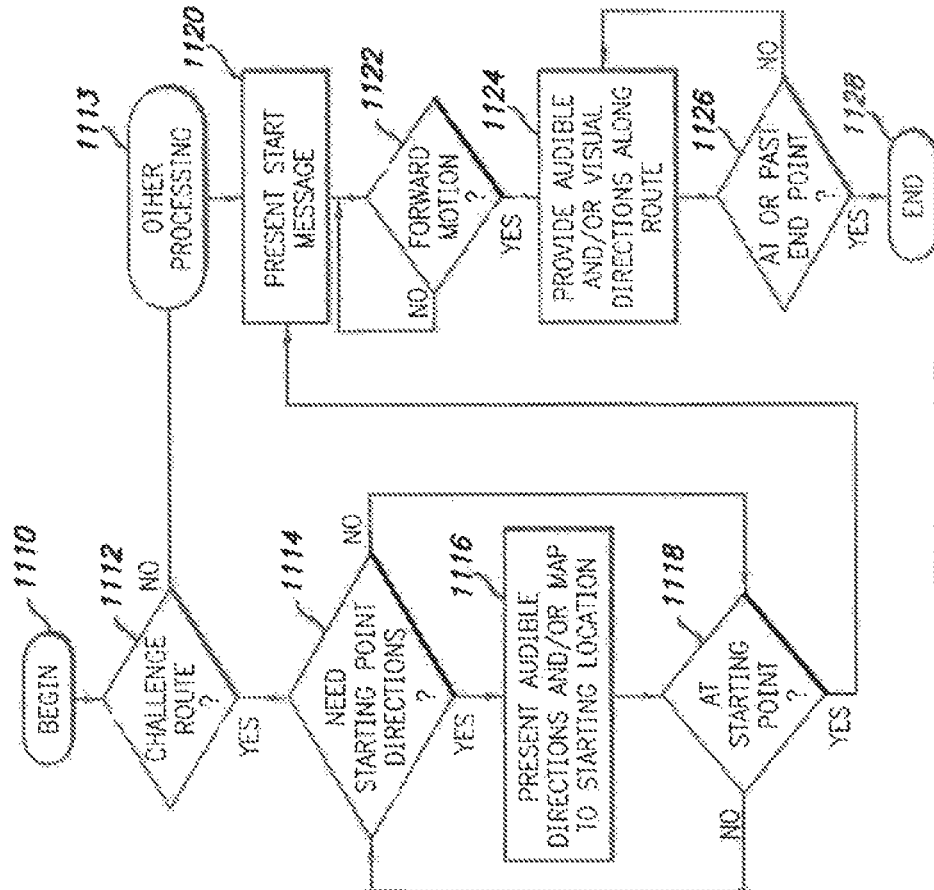 1110
BEGIN
1112
CHALLENGE
ROUTE
?
NO
YES
1114
NEED
STARTING POINT
DIRECTIONS
?
NO
YES
1116
PRESENT AUDIBLE
DIRECTIONS AND/OR MAP
TO STARTING LOCATION
1118
AT
STARTING
POINT
?
NO
YES
1113
OTHER
PROCESSING
1120
PRESENT START
MESSAGE
1122
FORWARD
MOTION
?
NO
YES
1124
PROVIDE AUDIBLE
AND/OR VISUAL
DIRECTIONS ALONG
ROUTE
1126
AT OR PAST
END POINT
?
NO
YES
1128
END